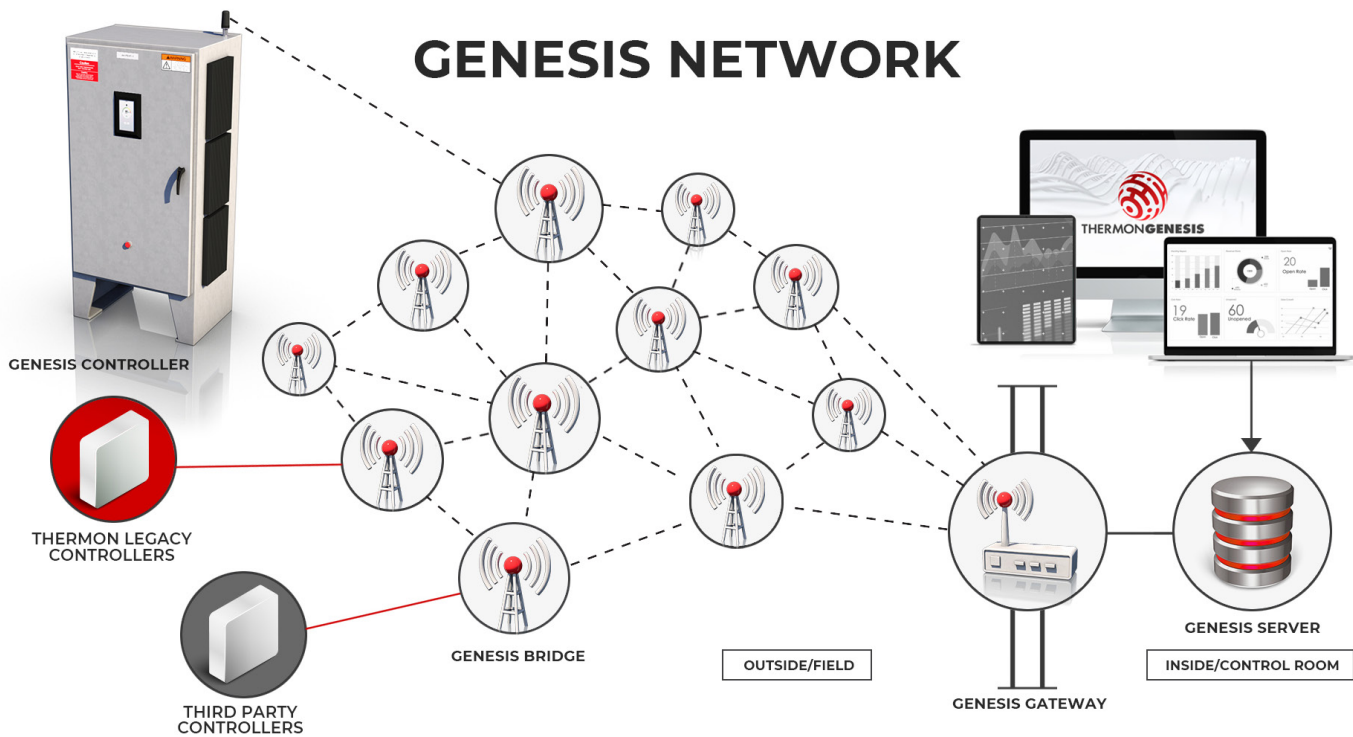 GENESIS NETWORK
THERMONGENESIS
20
Open Rate
19
Click Rate
60
Unopened
GENESIS CONTROLLER
THERMON LEGACY
CONTROLLERS
THIRD PARTY
CONTROLLERS
GENESIS BRIDGE
OUTSIDE/FIELD
GENESIS GATEWAY
GENESIS SERVER
INSIDE/CONTROL ROOM